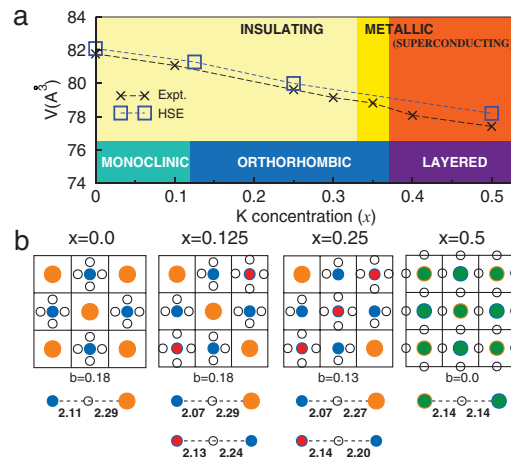 a
INSULATING
METALLIC
(SUPERCONDUCTING
84
82
80
78
76
74
V(Å³)
Expt.
HSE
MONOCLINIC
ORTHORHOMBIC
LAYERED
0
0.1
0.2
0.3
0.4
0.5
K concentration (x)
b
x=0.0
x=0.125
x=0.25
x=0.5
b=0.18
b=0.18
b=0.13
b=0.0
2.11 2.29
2.07 2.29
2.07 2.27
2.14 2.14
2.13 2.24
2.14 2.20